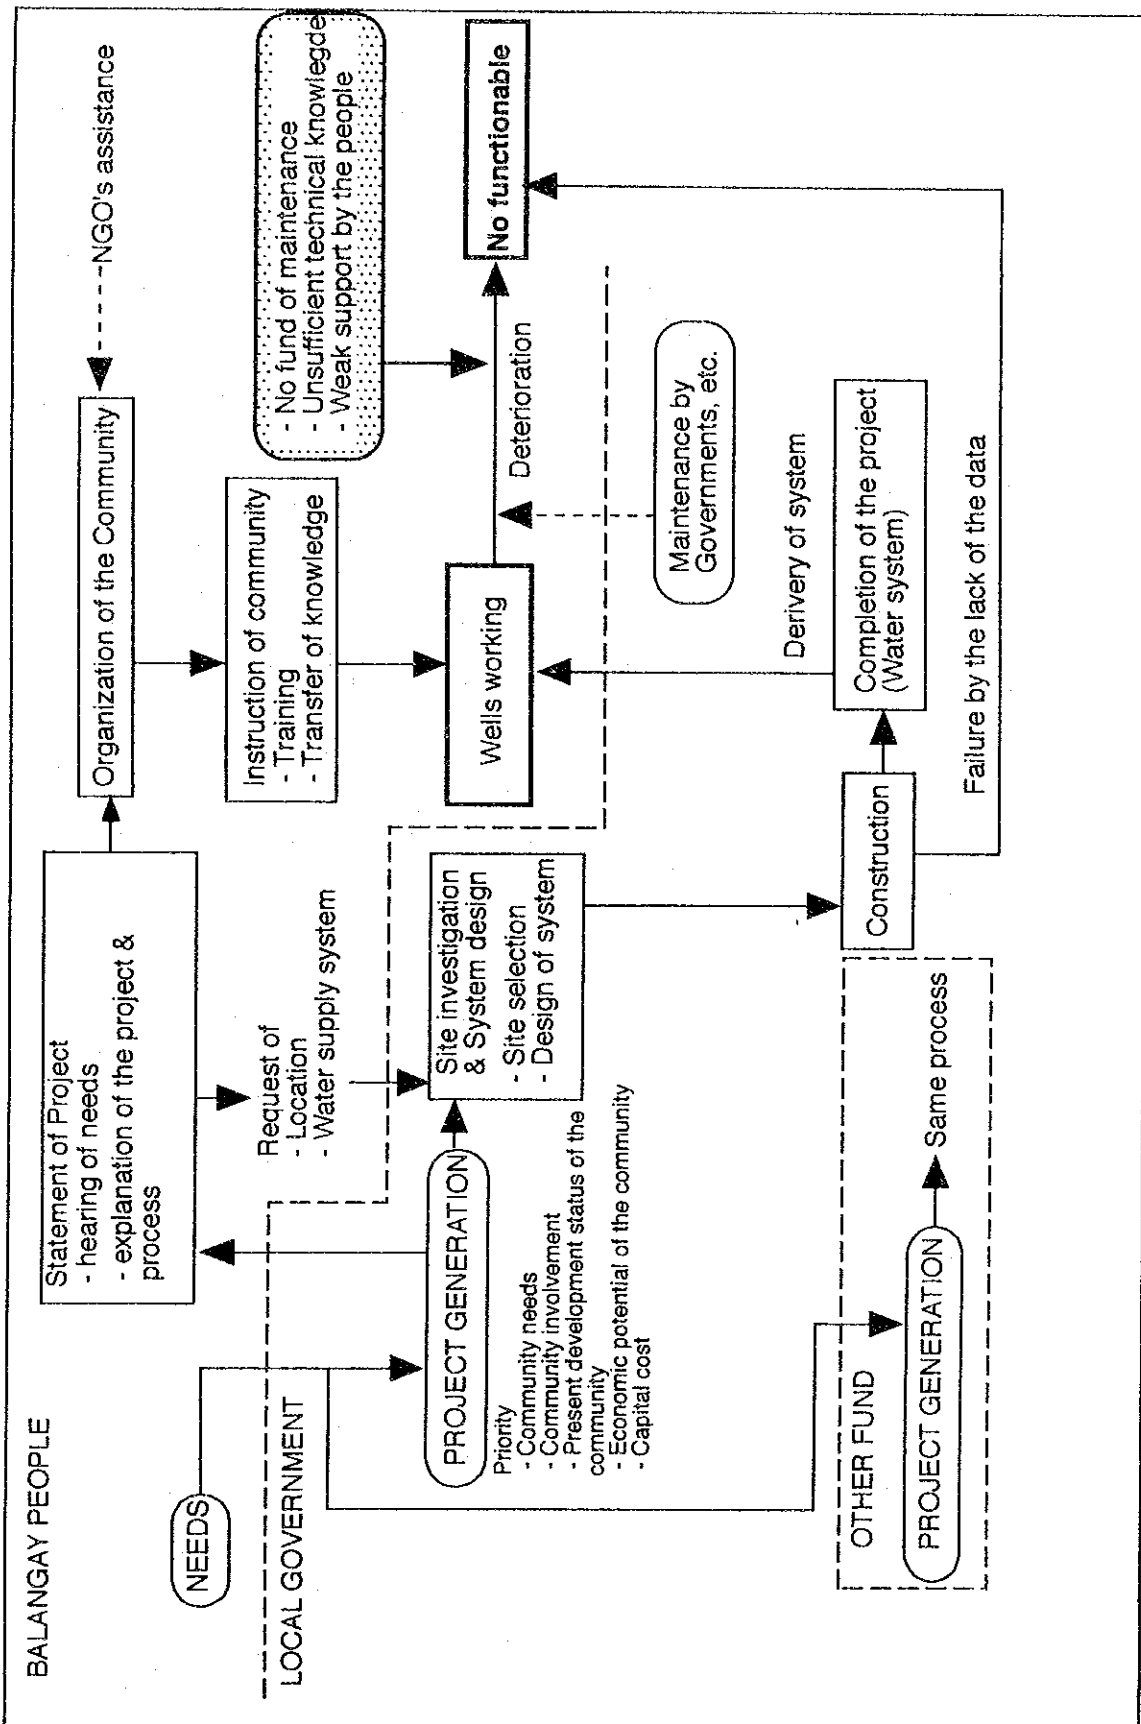 BALANGAY PEOPLE
NEEDS
Statement of Project
- hearing of needs
- explanation of the project &
process
Organization of the Community
NGO's assistance
Request of
- Location
- Water supply system
Instruction of community
- Training
- Transfer of knowledge
- No fund of maintenance
- Unsufficient technical knowlegde
- Weak support by the people
Wells working
Deterioration
No functionable
LOCAL GOVERNMENT
PROJECT GENERATION
Priority
- Community needs
- Community involvement
- Present development status of the
community
- Economic potential of the community
- Capital cost
Site investigation
& System design
- Site selection
- Design of system
Maintenance by
Governments, etc.
Derivery of system
Construction
Completion of the project
(Water system)
Failure by the lack of the data
OTHER FUND
PROJECT GENERATION
Same process